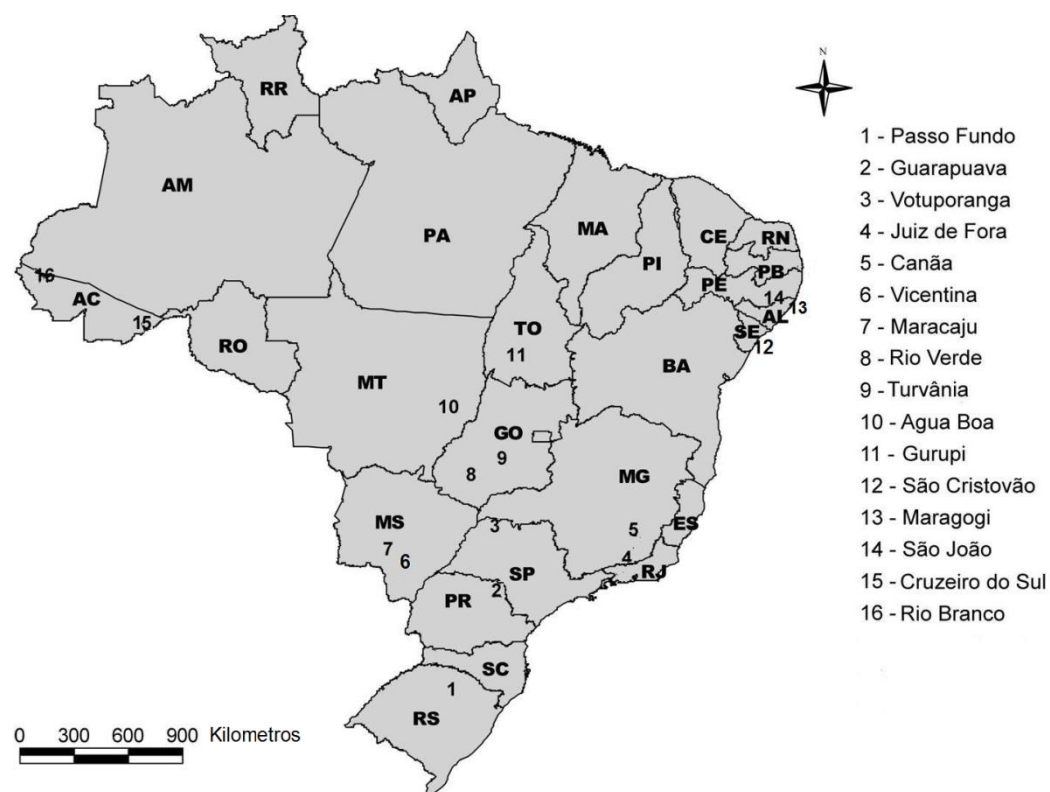 N
RR
AP
AM
PA
MA
CE
RN
PI
PB
PE
16
AC
15
RO
TO
11
14
13
AL
SE
12
MT
10
BA
GO
9
8
MG
MS
7
6
3
5
ES
4
RJ
SP
2
PR
SC
1
RS
0 300 600 900 Kilometros
1 - Passo Fundo
2 - Guarapuava
3 - Votuporanga
4 - Juiz de Fora
5 - Canãa
6 - Vicentina
7 - Maracaju
8 - Rio Verde
9 - Turvânia
10 - Agua Boa
11 - Gurupi
12 - São Cristovão
13 - Maragogi
14 - São João
15 - Cruzeiro do Sul
16 - Rio Branco